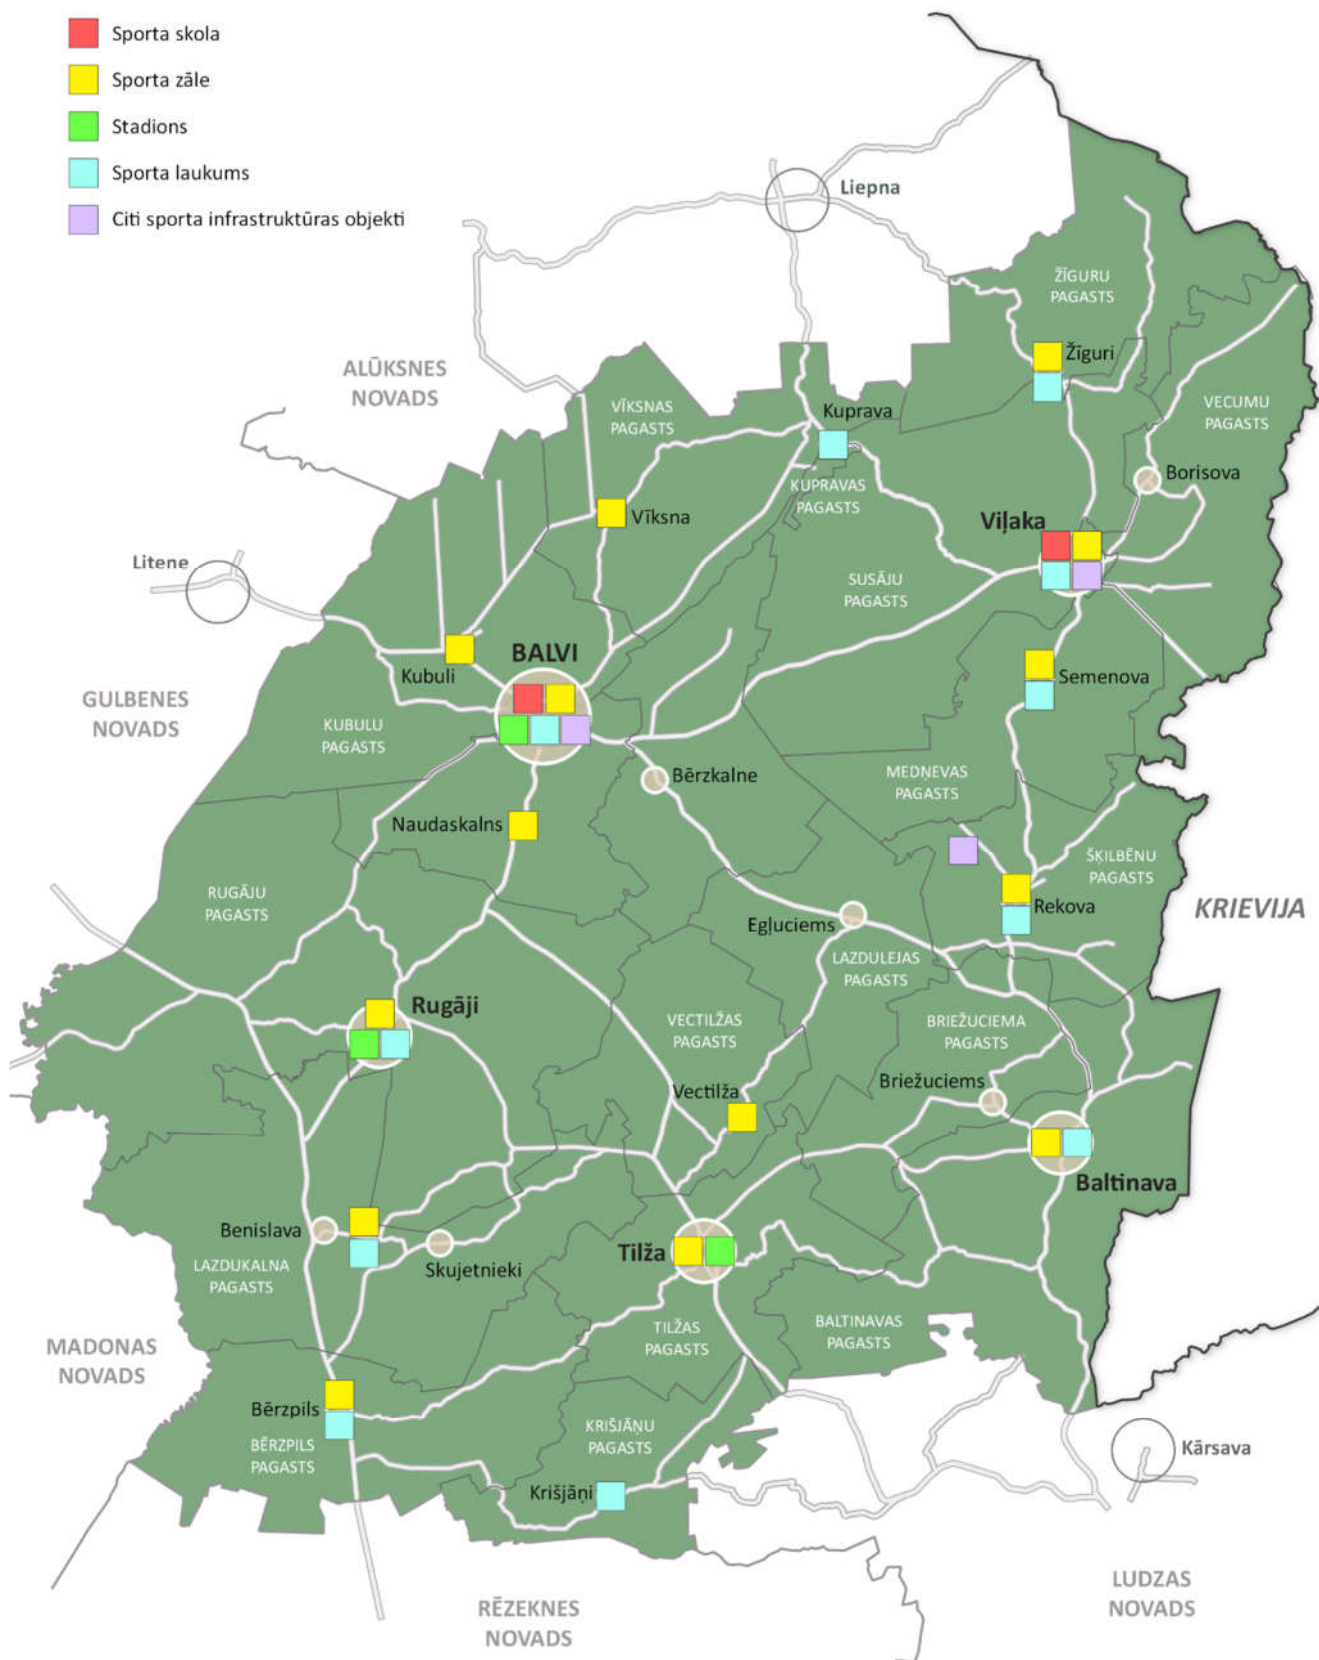 Sporta skola
Sporta zāle
Stadions
Sporta laukums
Citi sporta infrastruktūras objekti
Liepna
ŽĪGURU
PAGASTS
Žīguri
ALŪKSNES
NOVADS
VĪKSNAS
PAGASTS
Kuprava
VECUMU
PAGASTS
KUPRAVAS
PAGASTS
Borisova
Vīksna
Viļaka
Litene
SUSĀJU
PAGASTS
BALVI
Kubuli
Semenova
GULBENES
NOVADS
KUBULU
PAGASTS
Bērzkalne
MEDŅEVAS
PAGASTS
Naudaskalns
ŠĶILBĒNU
PAGASTS
RUGĀJU
PAGASTS
Rekova
KRIEVIJA
Egļuciems
LAZDULEJAS
PAGASTS
Rugāji
VECTILŽAS
PAGASTS
BRIEŽUCIEMA
PAGASTS
Briežuciems
Vectilža
Baltinava
Benislava
Skujetnieki
Tilža
LAZDUKALNA
PAGASTS
MADONAS
NOVADS
TILŽAS
PAGASTS
BALTINAVAS
PAGASTS
Bērzpils
BĒRZPILS
PAGASTS
KRIŠJĀŅU
PAGASTS
Kārsava
Krišjāņi
RĒZEKNES
NOVADS
LUDZAS
NOVADS